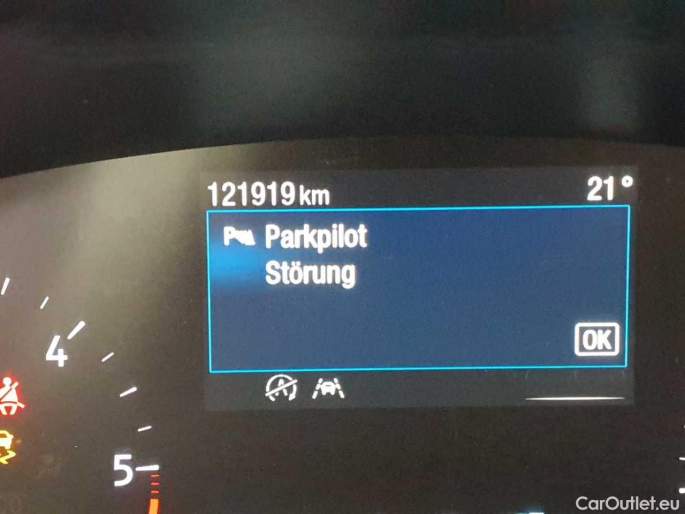 121919 km 21°
P Parkpilot
Störung
OK
4
5
CarOutlet.eu